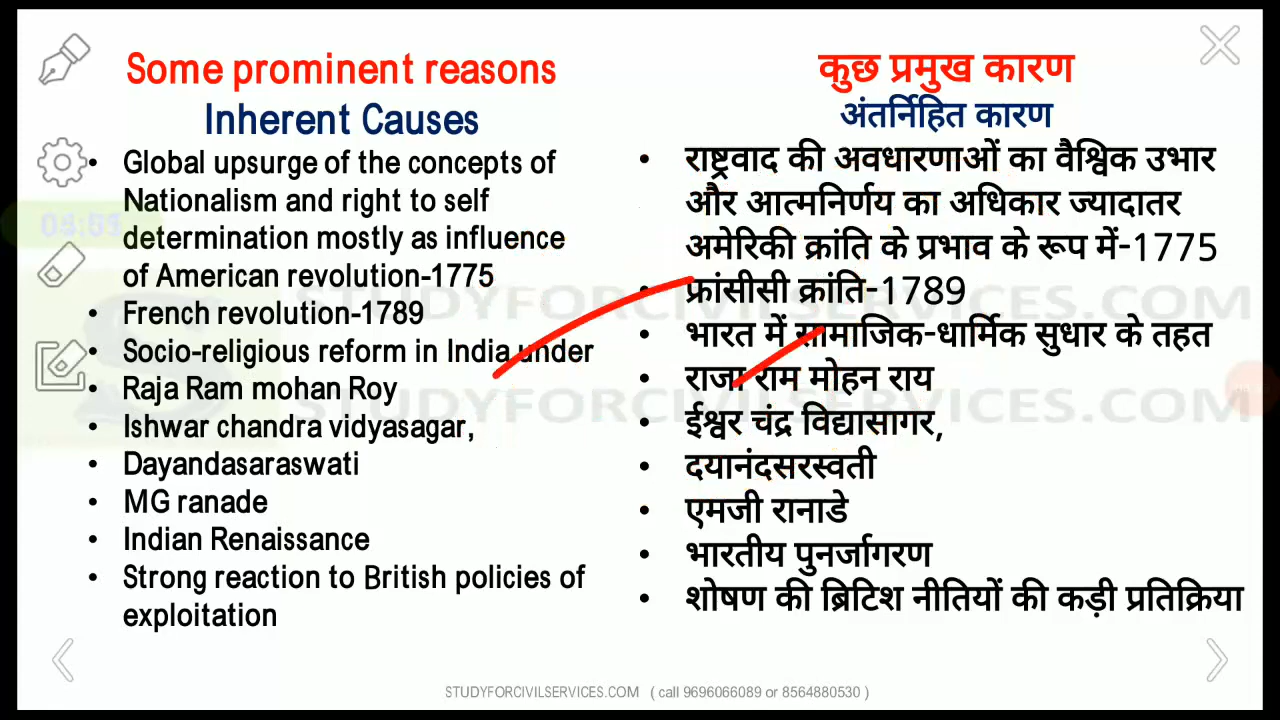 Some prominent reasons
Inherent Causes
• Global upsurge of the concepts of
Nationalism and right to self
determination mostly as influence
of American revolution-1775
• French revolution-1789
• Socio-religious reform in India under
• Raja Ram mohan Roy
• Ishwar chandra vidyasagar,
• Dayandasaraswati
• MG ranade
• Indian Renaissance
• Strong reaction to British policies of
exploitation
कुछ प्रमुख कारण
अंतर्निहित कारण
• राष्ट्रवाद की अवधारणाओं का वैश्विक उभार
और आत्मनिर्णय का अधिकार ज्यादातर
अमेरिकी क्रांति के प्रभाव के रूप में-1775
• फ्रांसीसी क्रांति-1789
• भारत में सामाजिक-धार्मिक सुधार के तहत
• राजा राम मोहन राय
• ईश्वर चंद्र विद्यासागर,
• दयानंदसरस्वती
• एमजी रानाडे
• भारतीय पुनर्जागरण
• शोषण की ब्रिटिश नीतियों की कड़ी प्रतिक्रिया
STUDYFORCIVILSERVICES.COM
STUDYFORCIVILSERVICES.COM
STUDYFORCIVILSERVICES.COM ( call 9696066089 or 8564880530 )